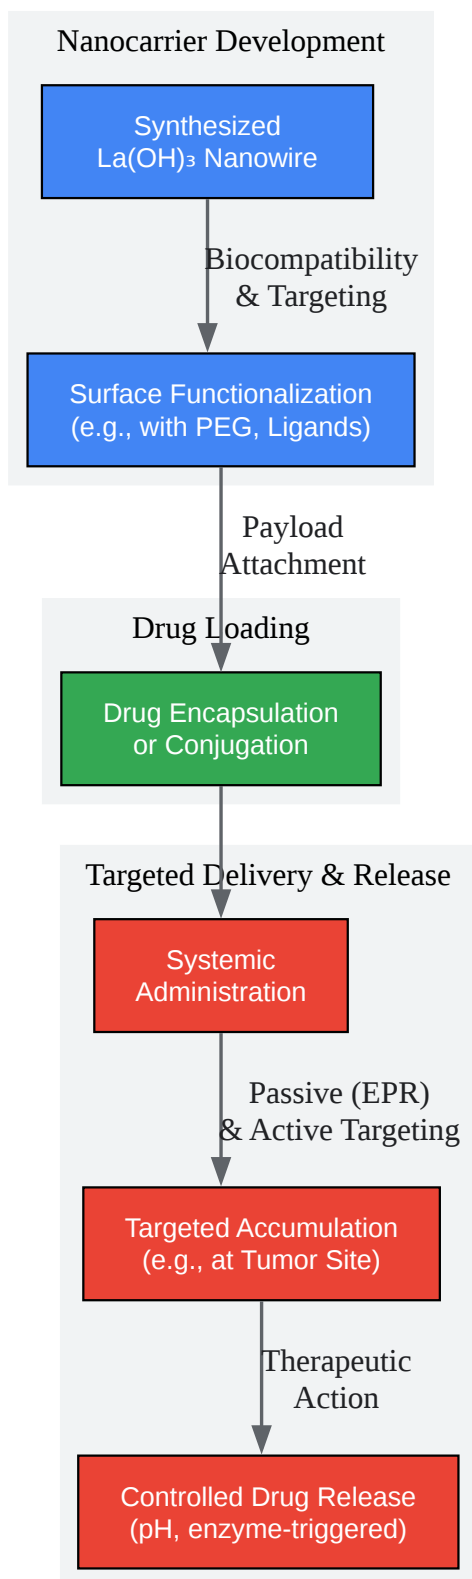 Nanocarrier Development
Synthesized
La(OH)₃ Nanowire
Biocompatibility
& Targeting
Surface Functionalization
(e.g., with PEG, Ligands)
Payload
Attachment
Drug Loading
Drug Encapsulation
or Conjugation
Targeted Delivery & Release
Systemic
Administration
Passive (EPR)
& Active Targeting
Targeted Accumulation
(e.g., at Tumor Site)
Therapeutic
Action
Controlled Drug Release
(pH, enzyme-triggered)